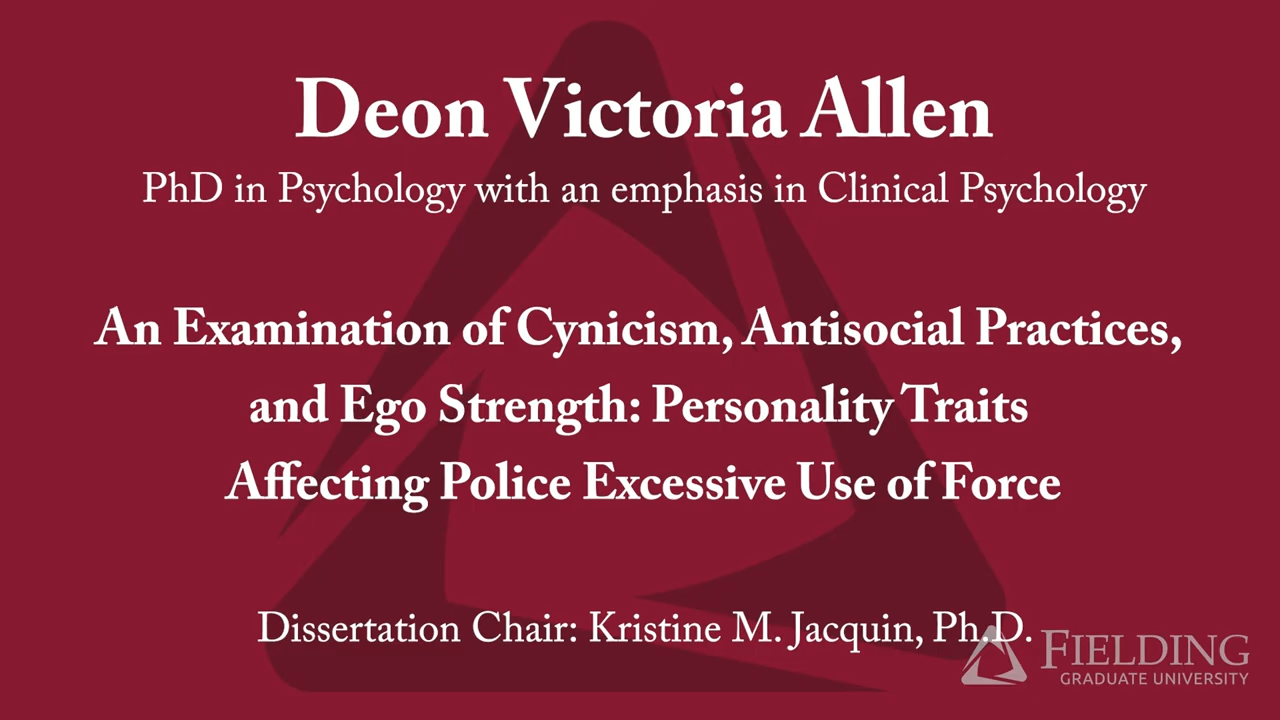 Deon Victoria Allen
PhD in Psychology with an emphasis in Clinical Psychology
An Examination of Cynicism, Antisocial Practices,
and Ego Strength: Personality Traits
Affecting Police Excessive Use of Force
Dissertation Chair: Kristine M. Jacquin, Ph.D.
FIELDING
GRADUATE UNIVERSITY